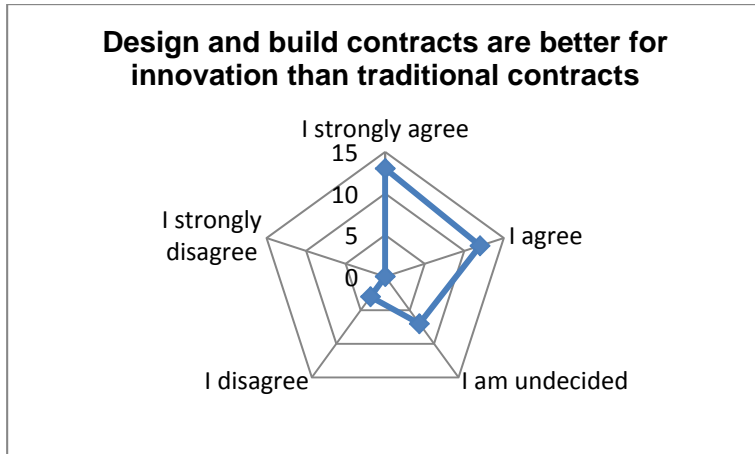 Design and build contracts are better for
innovation than traditional contracts
I strongly agree
15
10
5
0
I agree
I am undecided
I disagree
I strongly
disagree